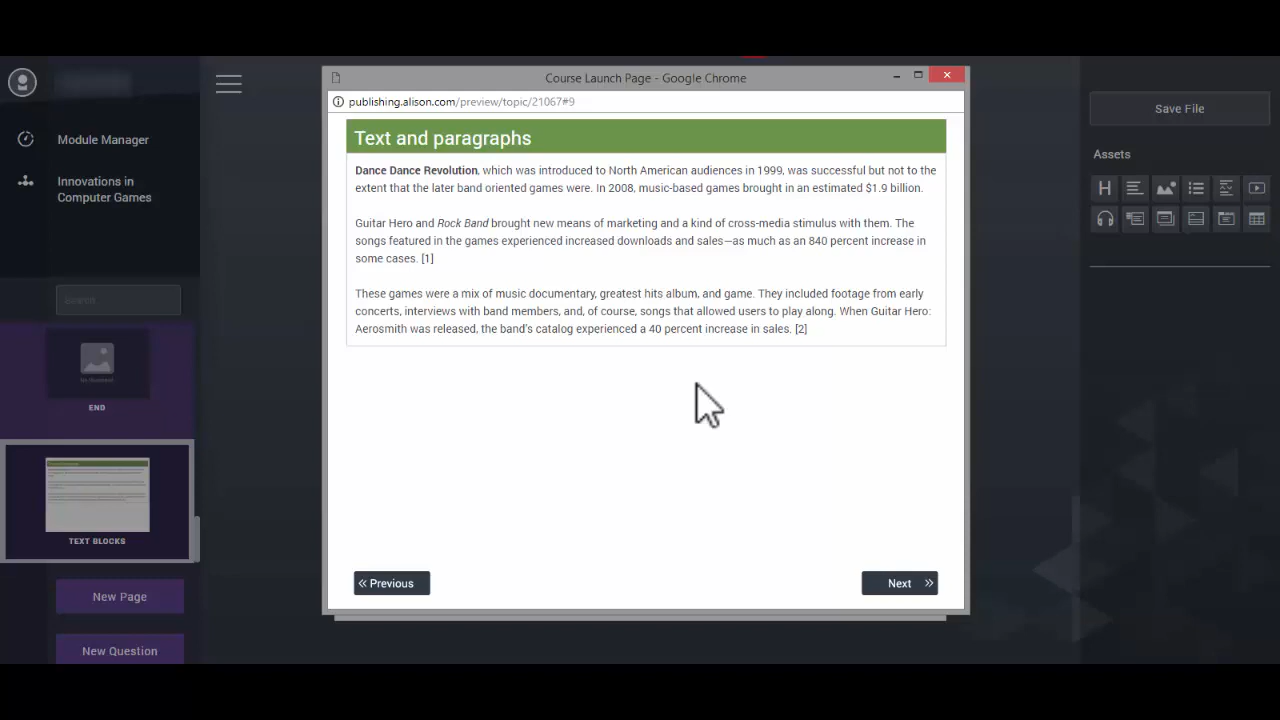 Course Launch Page - Google Chrome
publishing.alison.com/preview/topic/21067#9
Module Manager
Innovations in
Computer Games
Search
END
TEXT BLOCKS
New Page
New Question
Text and paragraphs
Dance Dance Revolution, which was introduced to North American audiences in 1999, was successful but not to the
extent that the later band oriented games were. In 2008, music-based games brought in an estimated $1.9 billion.
Guitar Hero and Rock Band brought new means of marketing and a kind of cross-media stimulus with them. The
songs featured in the games experienced increased downloads and sales—as much as an 840 percent increase in
some cases. [1]
These games were a mix of music documentary, greatest hits album, and game. They included footage from early
concerts, interviews with band members, and, of course, songs that allowed users to play along. When Guitar Hero:
Aerosmith was released, the band's catalog experienced a 40 percent increase in sales. [2]
Previous
Next
Save File
Assets
H